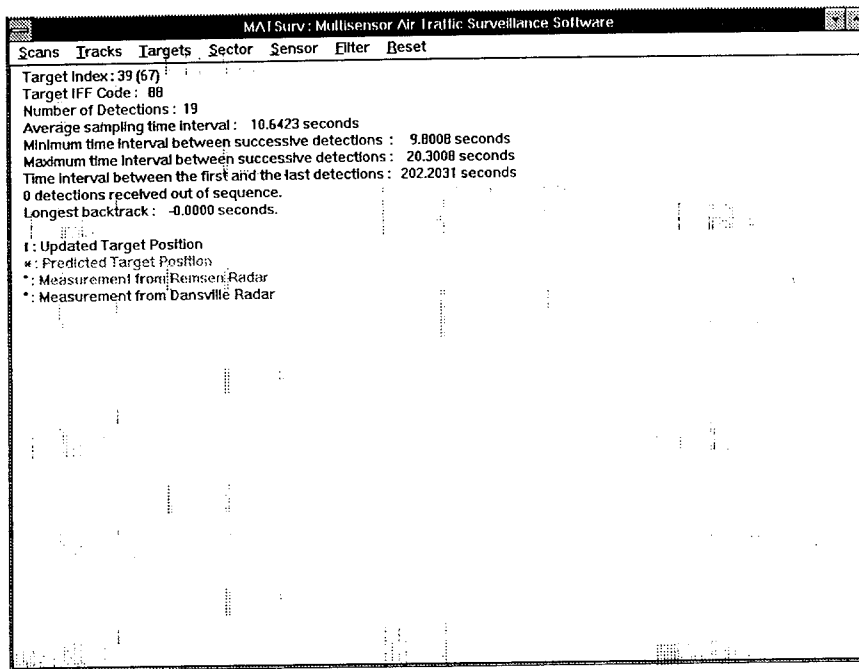 MATSurv : Multisensor Air Traffic Surveillance Software
Scans Tracks Targets Sector Sensor Filter Reset
Target Index : 39 (67)
Target IFF Code : 88
Number of Detections : 19
Average sampling time interval : 10.6423 seconds
Minimum time interval between successive detections : 9.8008 seconds
Maximum time interval between successive detections : 20.3008 seconds
Time interval between the first and the last detections : 202.2031 seconds
0 detections received out of sequence.
Longest backtrack : -0.0000 seconds.
: Updated Target Position
* : Predicted Target Position
* : Measurement from Remsen Radar
* : Measurement from Dansville Radar